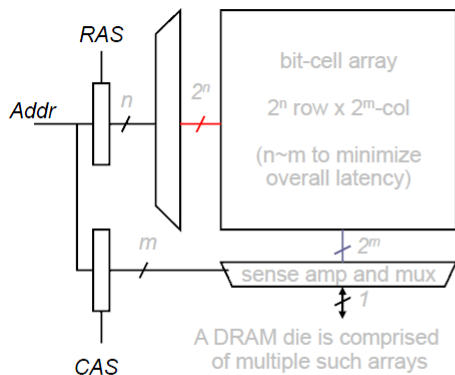 RAS
bit-cell array
n
2ⁿ
2ⁿ row x 2ᵐ-col
Addr
(n~m to minimize
overall latency)
m
2ᵐ
sense amp and mux
1
A DRAM die is comprised
of multiple such arrays
CAS